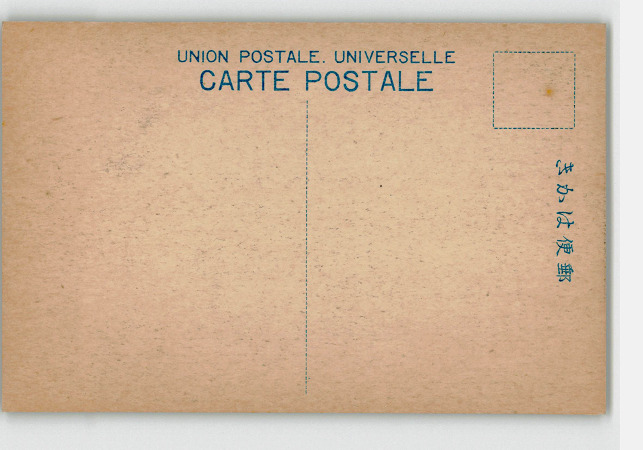 UNION POSTALE. UNIVERSELLE
CARTE POSTALE
郵便はかき